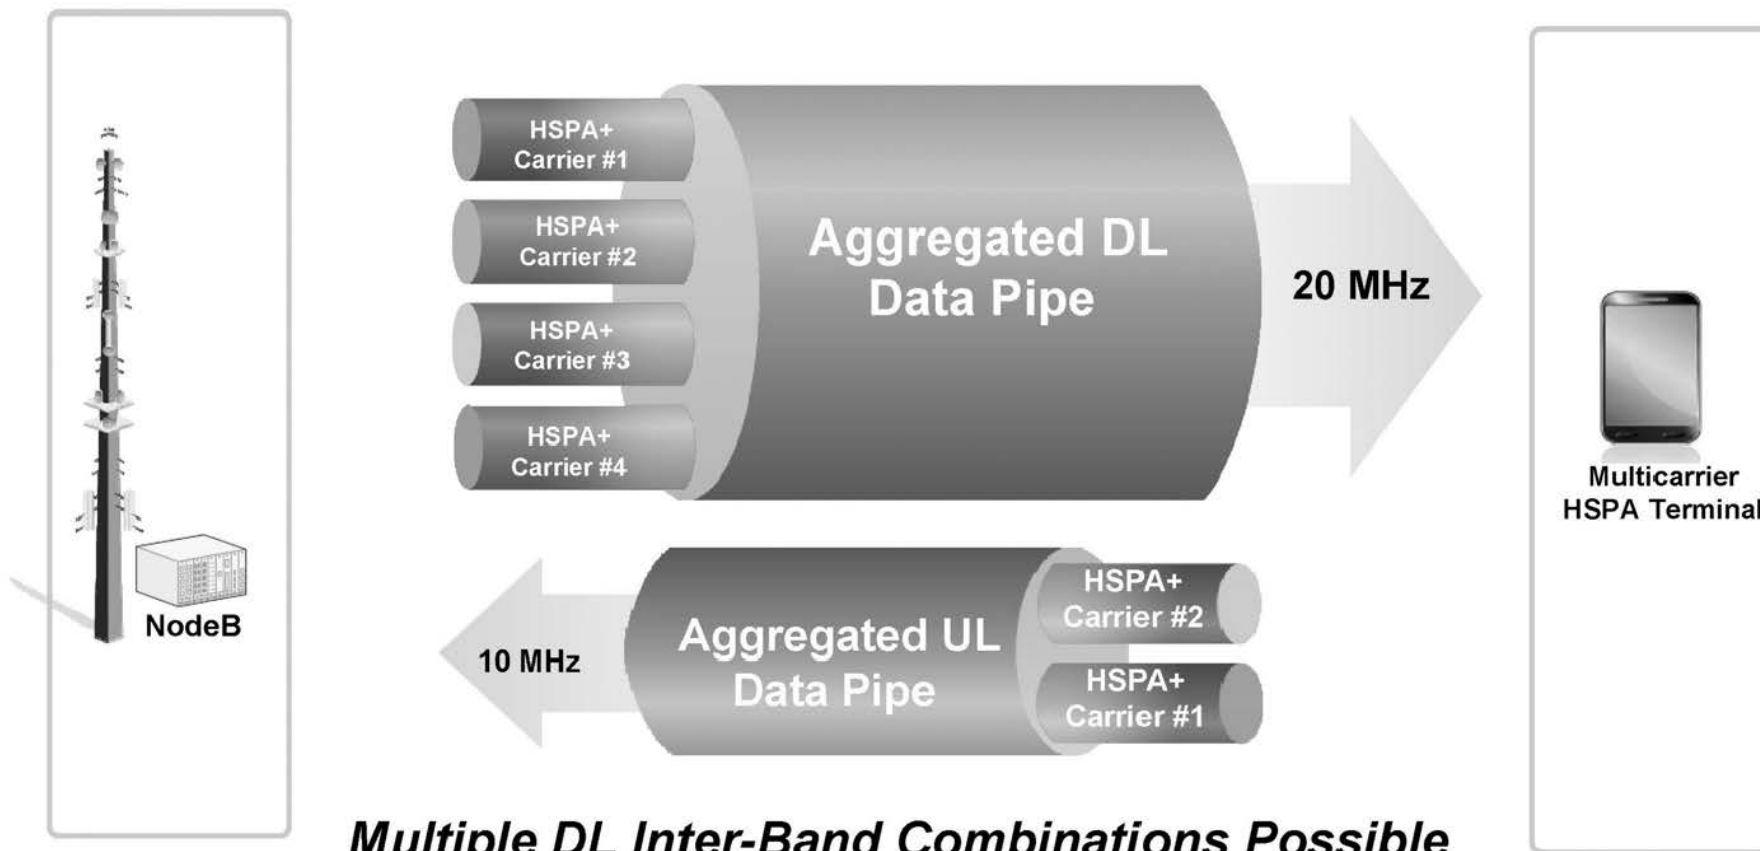 HSPA+
Carrier #1
HSPA+
Carrier #2
HSPA+
Carrier #3
HSPA+
Carrier #4
Aggregated DL
Data Pipe
20 MHz
Multicarrier
HSPA Terminal
NodeB
10 MHz
Aggregated UL
Data Pipe
HSPA+
Carrier #2
HSPA+
Carrier #1
Multiple DL Inter-Band Combinations Possible